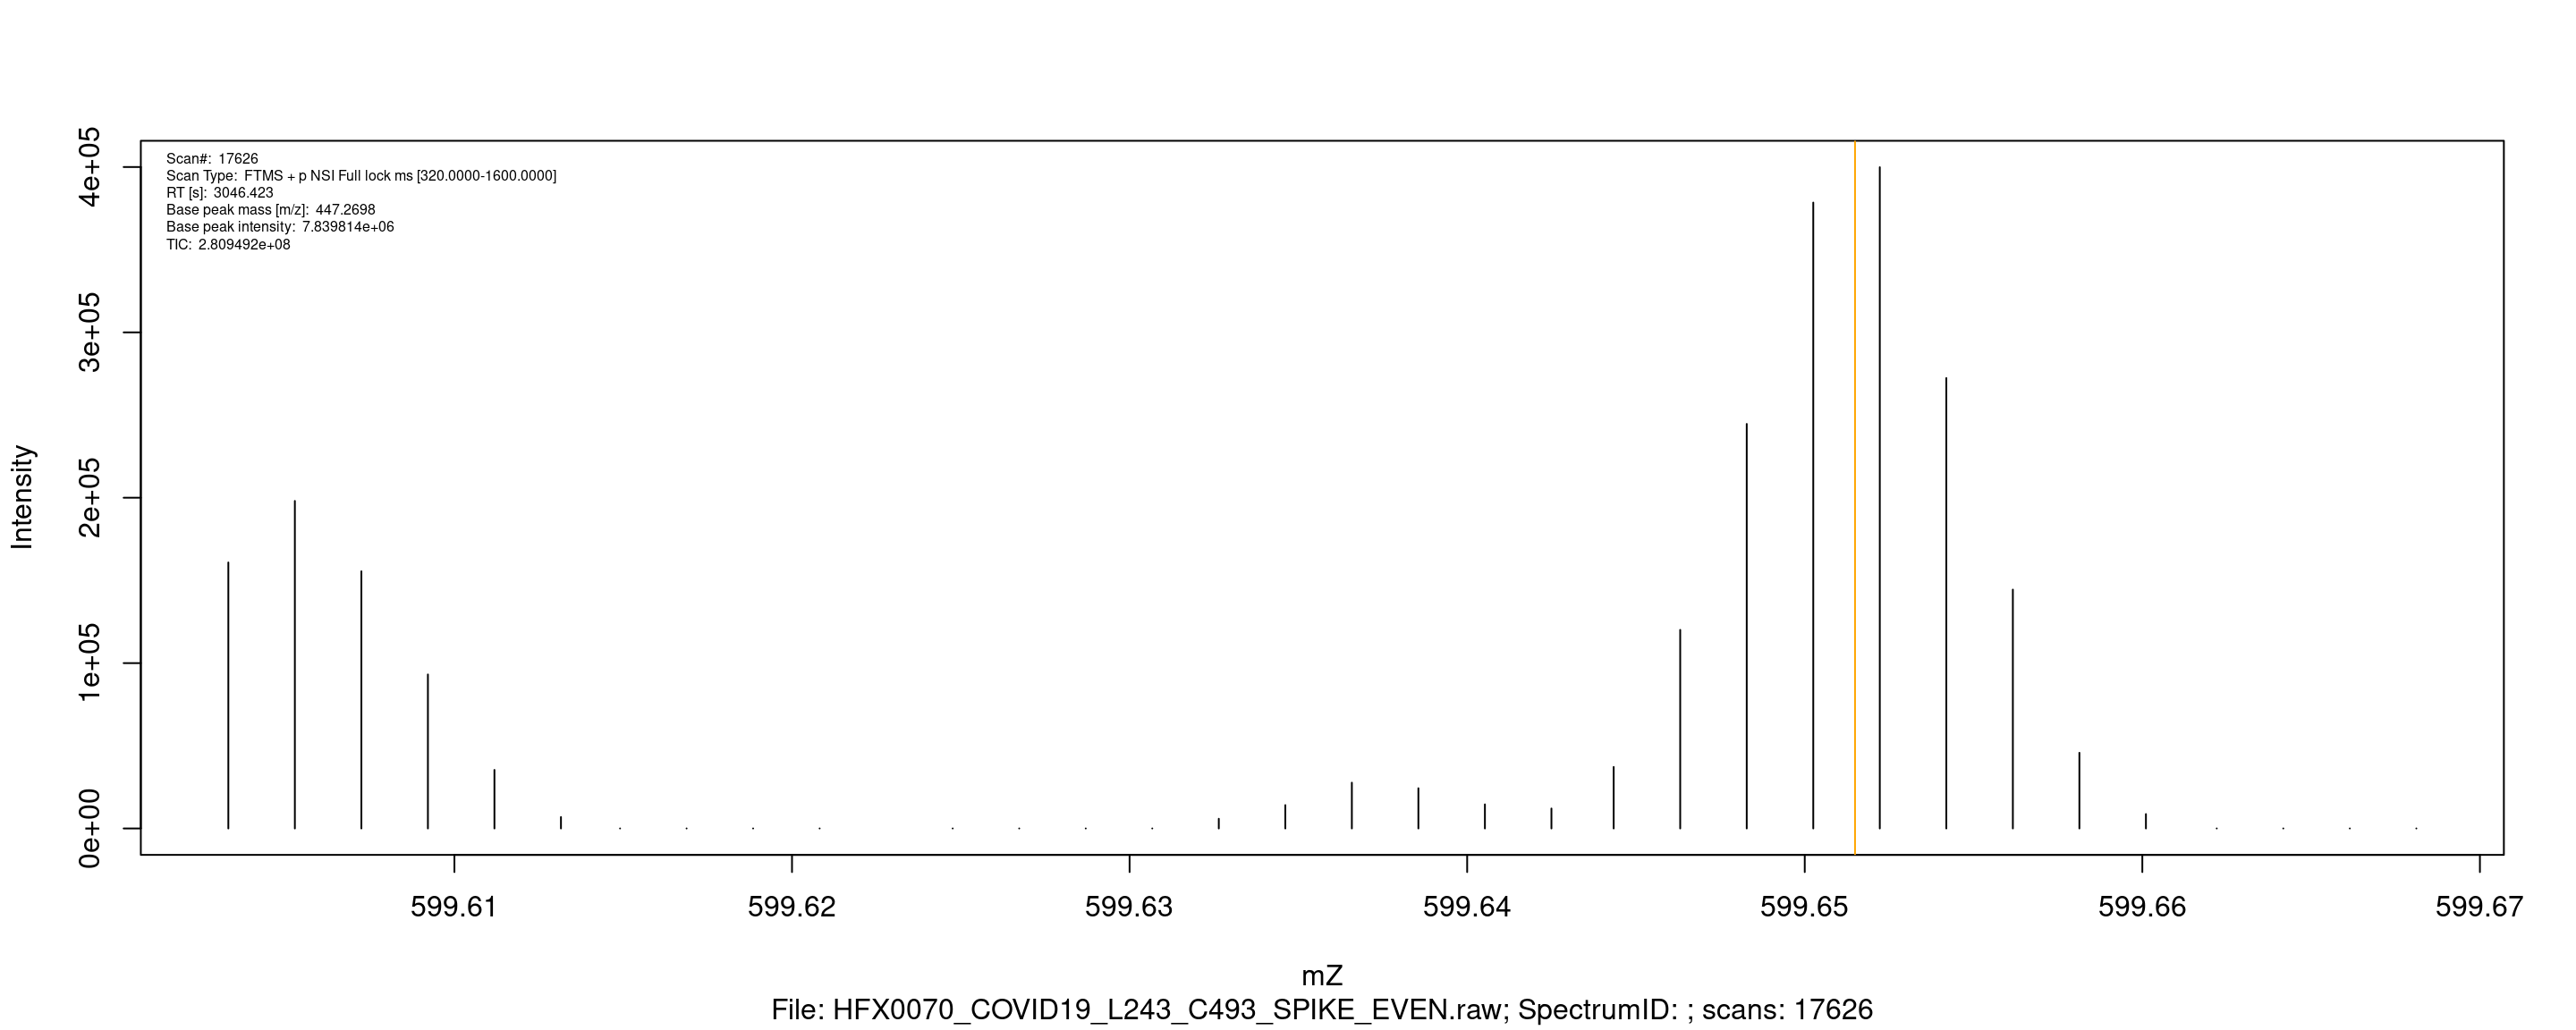 Scan#: 17626
Scan Type: FTMS + p NSI Full lock ms [320.0000-1600.0000]
RT [s]: 3046.423
Base peak mass [m/z]: 447.2698
Base peak intensity: 7.839814e+06
TIC: 2.809492e+08
4e+05
3e+05
2e+05
1e+05
0e+00
Intensity
599.61 599.62 599.63 599.64 599.65 599.66 599.67
mZ
File: HFX0070_COVID19_L243_C493_SPIKE_EVEN.raw; SpectrumID: ; scans: 17626